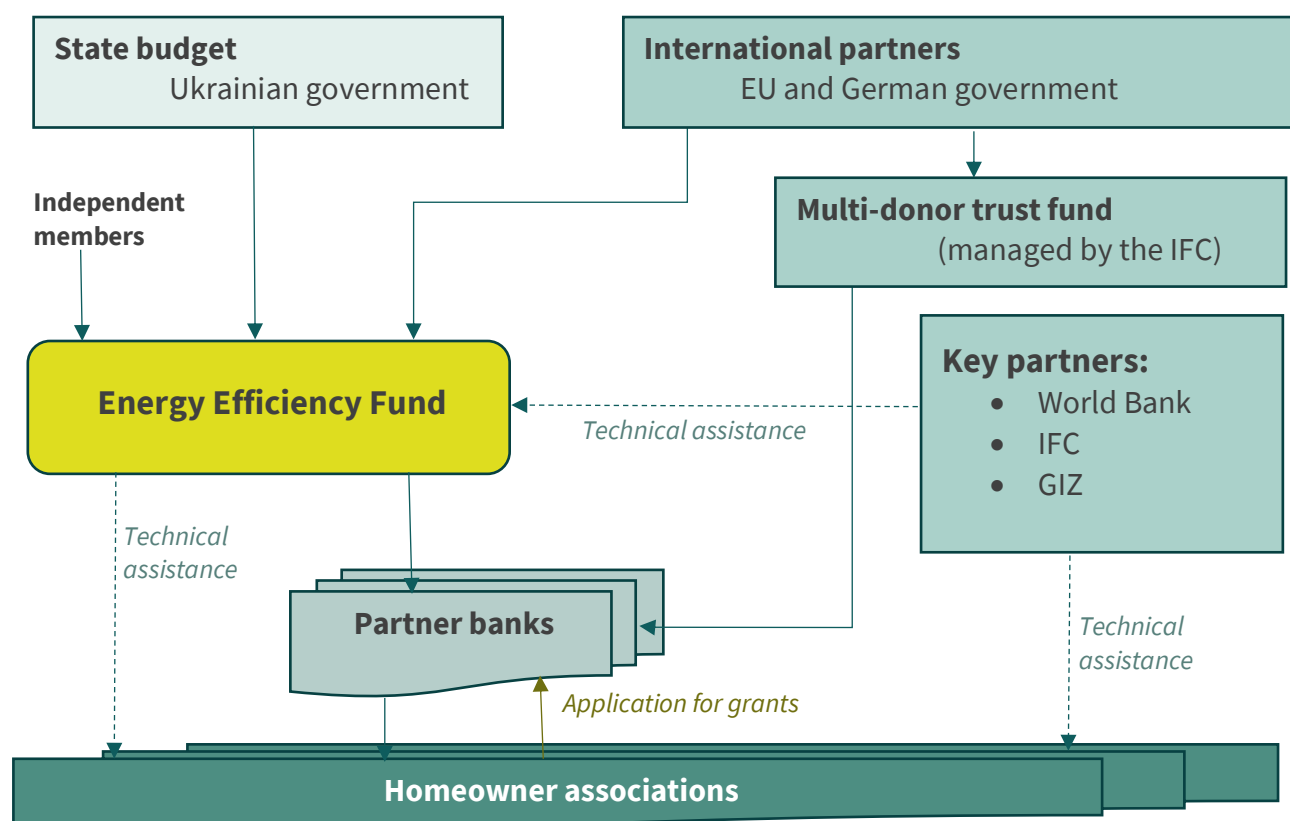 State budget
Ukrainian government
International partners
EU and German government
Independent
members
Multi-donor trust fund
(managed by the IFC)
Energy Efficiency Fund
Key partners:
• World Bank
• IFC
• GIZ
Technical assistance
Technical
assistance
Partner banks
Technical
assistance
Application for grants
Homeowner associations